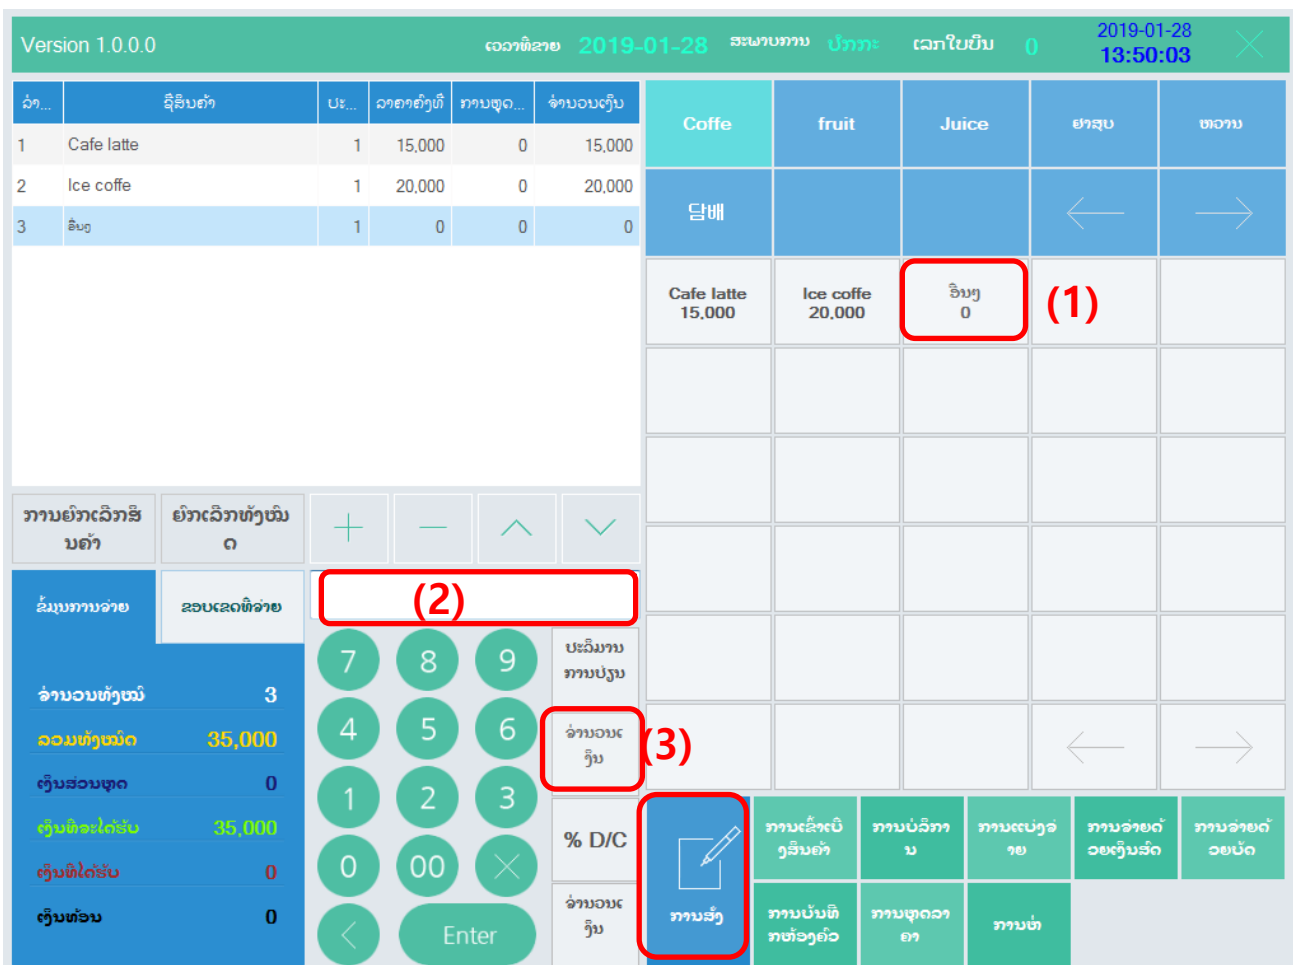 Version 1.0.0.0
ເວລາທີຂາຍ 2019-01-28 ສະພາບການ ປົກກະ ເລກໃບບິນ 0
2019-01-28
13:50:03
ລຳ... ຊື່ສິນຄ້າ ປະ... ລາຄາຄົງທີ່ ການຫຼຸດ... ຈຳນວນເງິນ
1 Cafe latte 1 15,000 0 15,000
2 Ice coffe 1 20,000 0 20,000
3 ອື່ນໆ 1 0 0 0
Coffe fruit Juice ຢາສູບ ຫວານ
담배
Cafe latte
15,000
Ice coffe
20,000
ອື່ນໆ
0
(1)
ການຍົກເລີກສິ
ນຄ້າ
ຍົກເລີກທັງໝົ
ດ
ຂໍ້ມູນການຈ່າຍ ຂອບເຂດທີ່ຈ່າຍ
(2)
ຈຳນວນທັງໝົ 3
ລວມທັງໝົດ 35,000
ເງິນສ່ວນຫຼຸດ 0
ເງິນທີ່ຈະໄດ້ຮັບ 35,000
ເງິນທີ່ໄດ້ຮັບ 0
ເງິນທ້ອນ 0
7 8 9
4 5 6
1 2 3
0 00
Enter
ປະລິມານ
ການປ່ຽນ
ຈຳນວນເ
ງິນ
(3)
% D/C
ຈຳນວນເ
ງິນ
ການສັ່ງ
ການເຂົ້າເບິ່
ງສິນຄ້າ
ການບໍລິກາ
ນ
ການແບ່ງຈ່
າຍ
ການຈ່າຍດ້
ວຍເງິນສົດ
ການຈ່າຍດ້
ວຍບັດ
ການບັນທຶ
ກຫ້ອງຄົວ
ການຫຼຸດລາ
ຄາ
ການຫໍ່